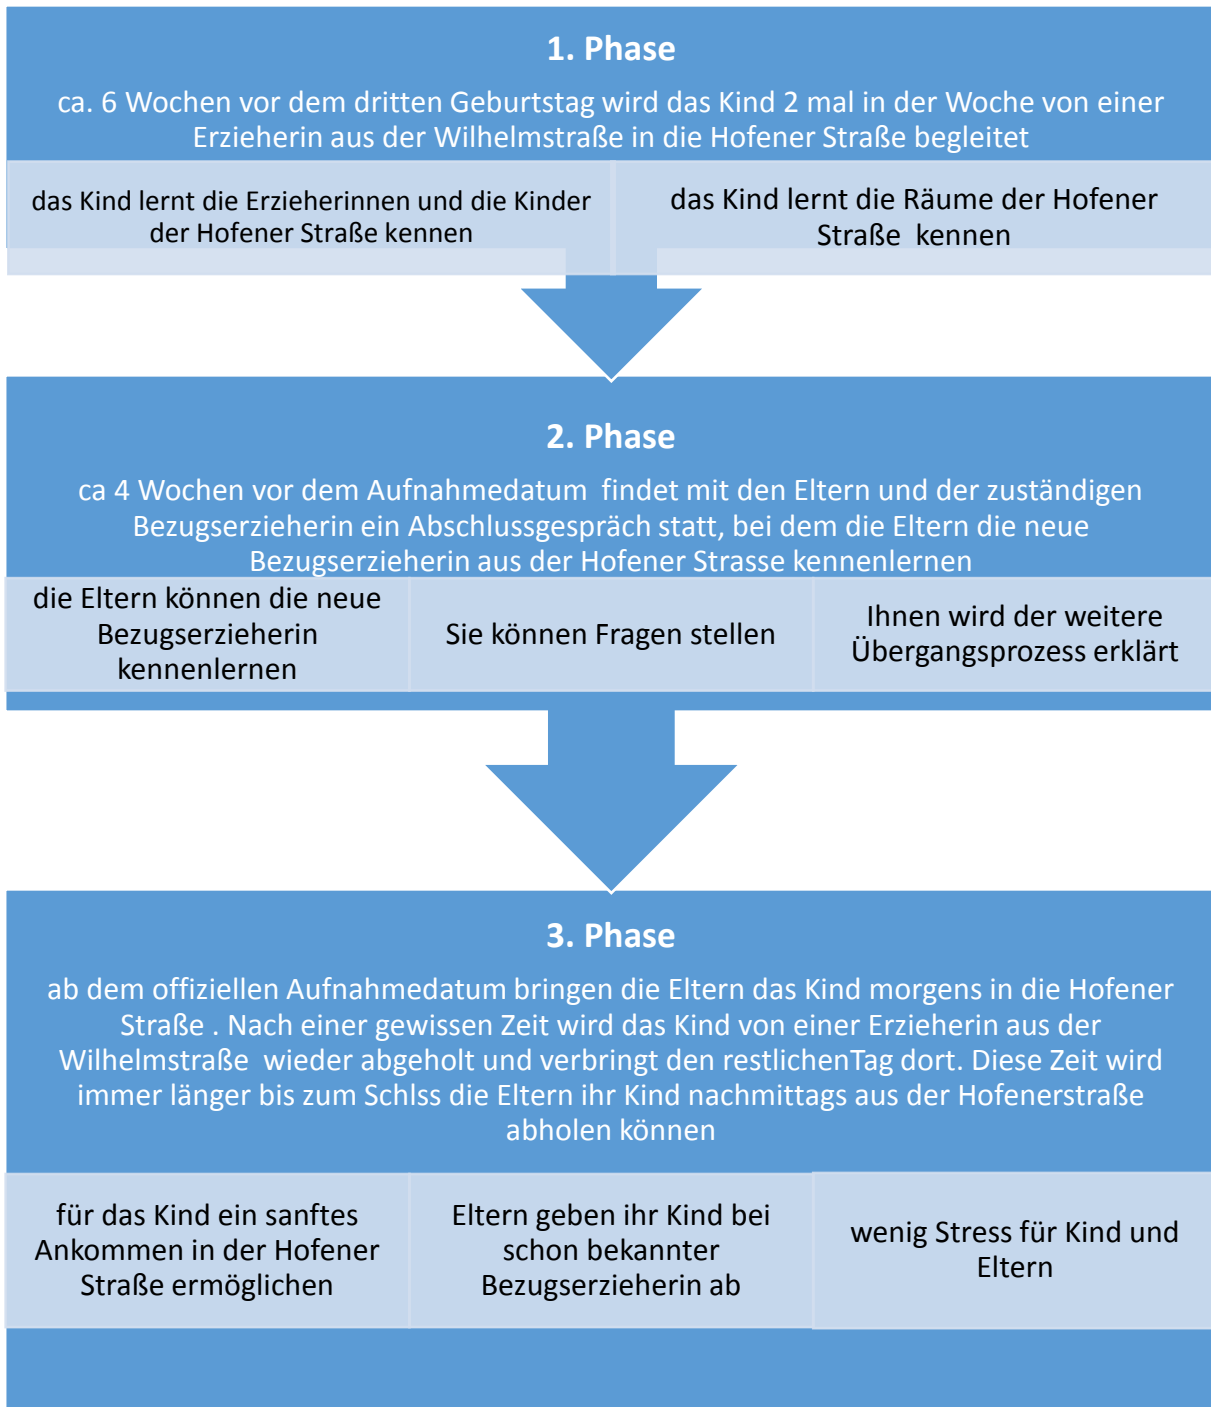 1. Phase
ca. 6 Wochen vor dem dritten Geburtstag wird das Kind 2 mal in der Woche von einer
Erzieherin aus der Wilhelmstraße in die Hofener Straße begleitet
das Kind lernt die Erzieherinnen und die Kinder
der Hofener Straße kennen
das Kind lernt die Räume der Hofener
Straße  kennen
2. Phase
ca 4 Wochen vor dem Aufnahmedatum  findet mit den Eltern und der zuständigen
Bezugserzieherin ein Abschlussgespräch statt, bei dem die Eltern die neue
Bezugserzieherin aus der Hofener Strasse kennenlernen
die Eltern können die neue
Bezugserzieherin
kennenlernen
Sie können Fragen stellen
Ihnen wird der weitere
Übergangsprozess erklärt
3. Phase
ab dem offiziellen Aufnahmedatum bringen die Eltern das Kind morgens in die Hofener
Straße . Nach einer gewissen Zeit wird das Kind von einer Erzieherin aus der
Wilhelmstraße  wieder abgeholt und verbringt den restlichenTag dort. Diese Zeit wird
immer länger bis zum Schlss die Eltern ihr Kind nachmittags aus der Hofenerstraße
abholen können
für das Kind ein sanftes
Ankommen in der Hofener
Straße ermöglichen
Eltern geben ihr Kind bei
schon bekannter
Bezugserzieherin ab
wenig Stress für Kind und
Eltern